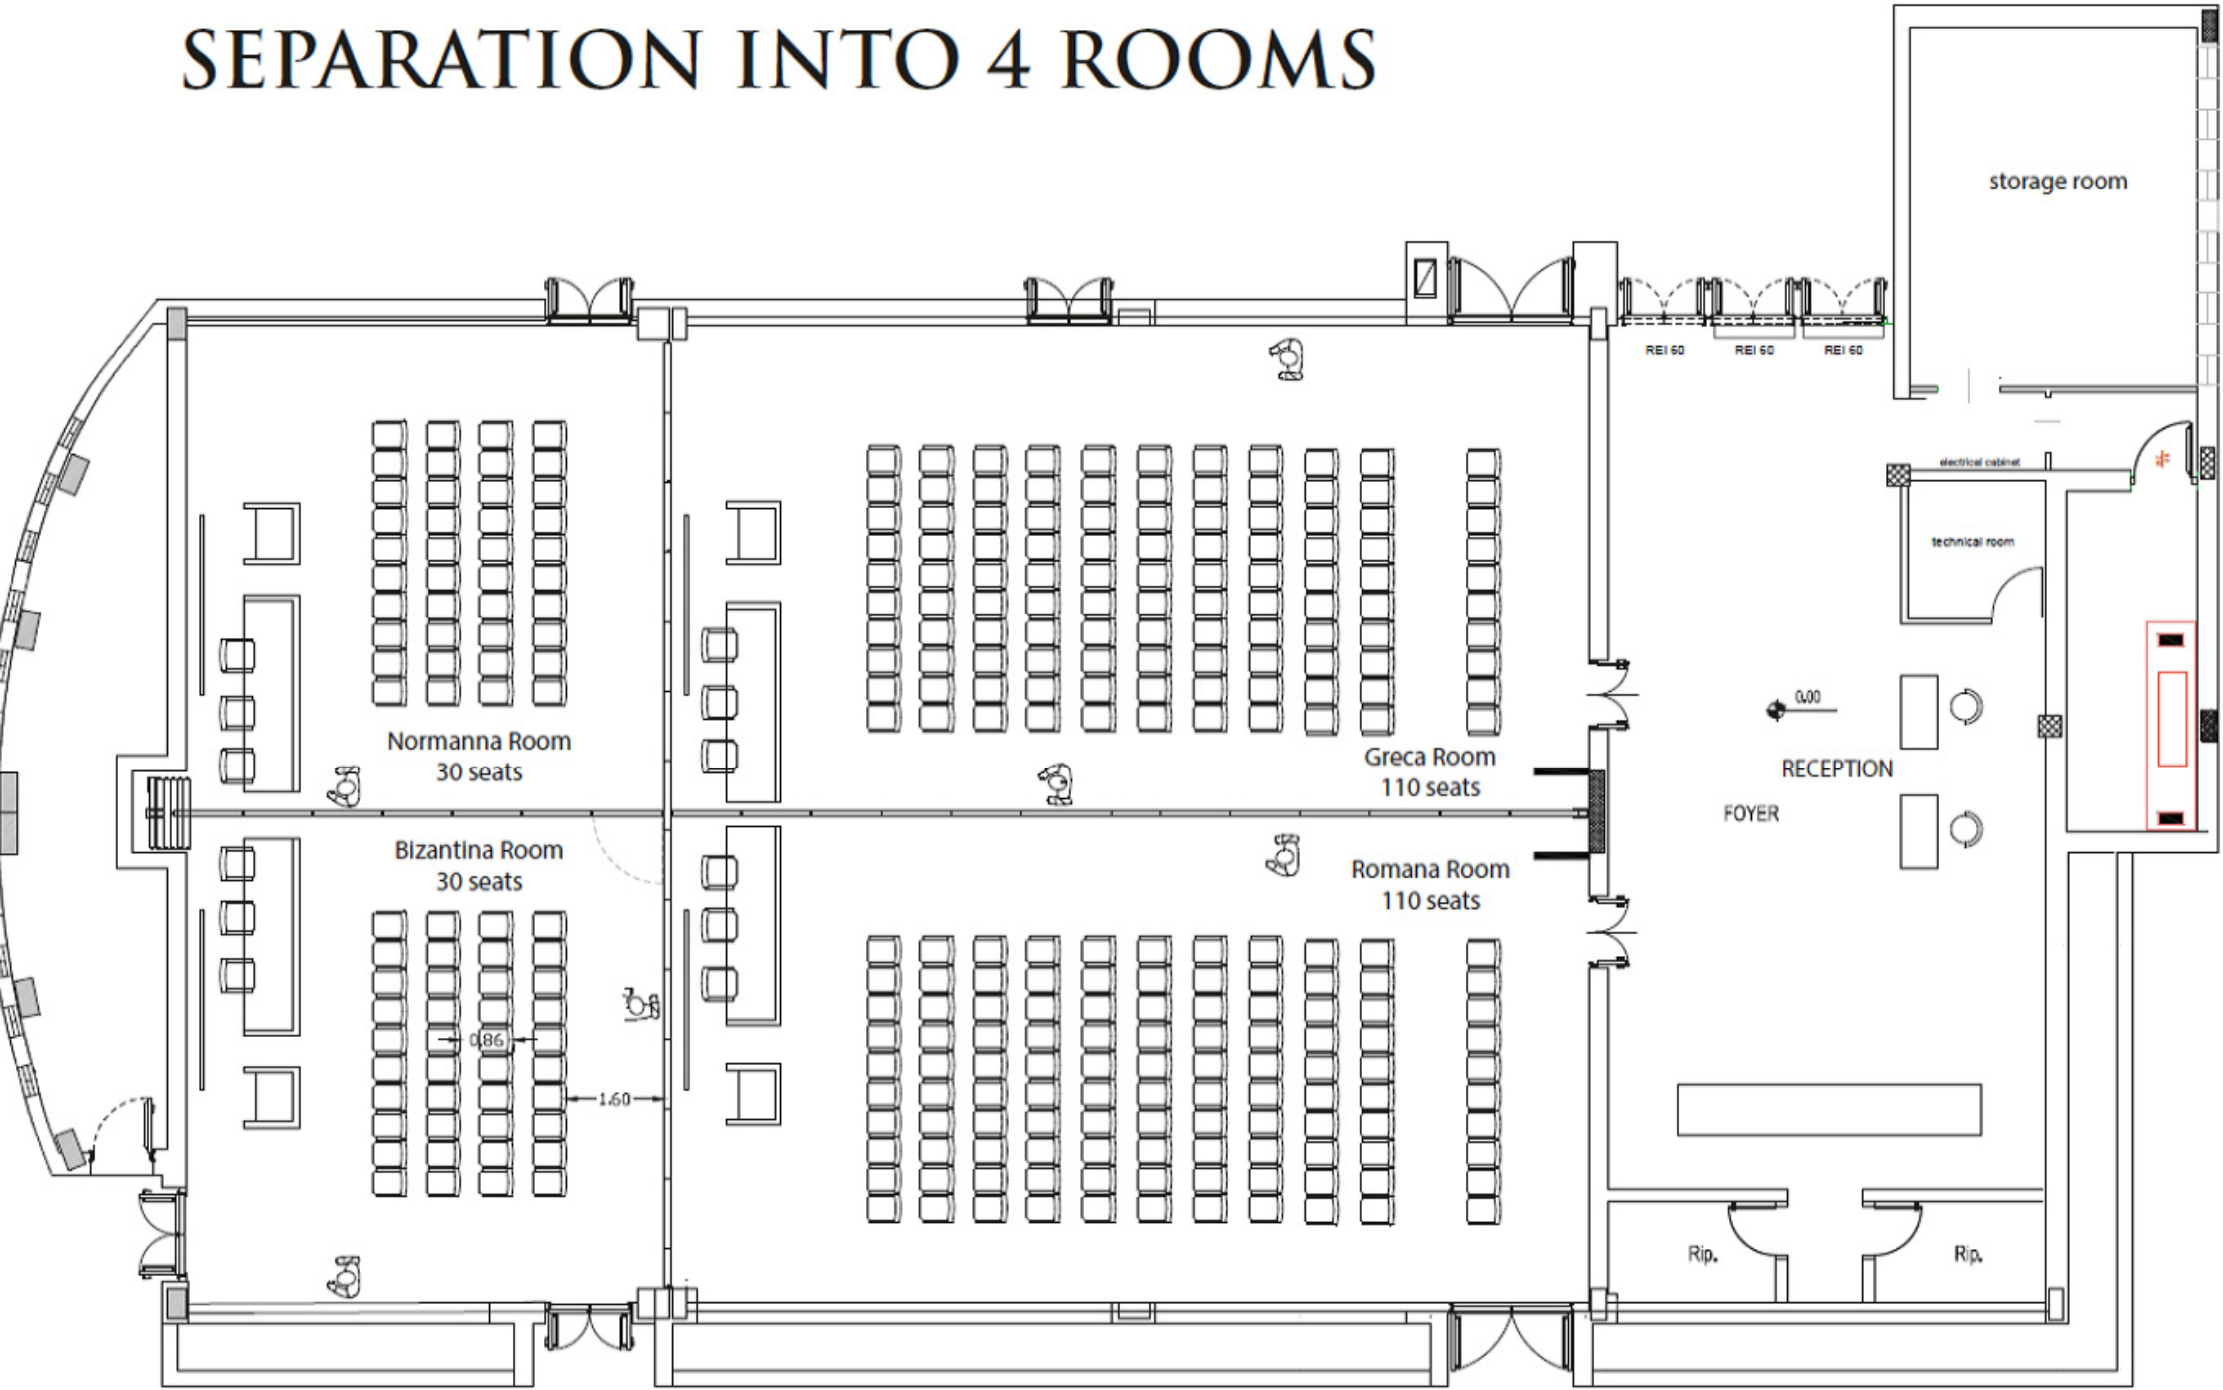 SEPARATION INTO 4 ROOMS
storage room
REI 60
REI 60
REI 60
electrical cabinet
technical room
Normanna Room
30 seats
Greca Room
110 seats
0.00
RECEPTION
FOYER
Bizantina Room
30 seats
Romana Room
110 seats
0.86
1.60
Rip.
Rip.